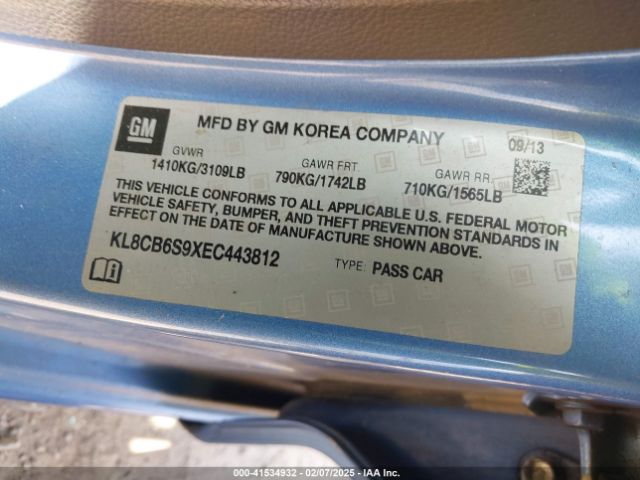 GM
MFD BY GM KOREA COMPANY
09/13
GVWR
1410KG/3109LB
GAWR FRT.
790KG/1742LB
GAWR RR.
710KG/1565LB
THIS VEHICLE CONFORMS TO ALL APPLICABLE U.S. FEDERAL MOTOR
VEHICLE SAFETY, BUMPER, AND THEFT PREVENTION STANDARDS IN
EFFECT ON THE DATE OF MANUFACTURE SHOWN ABOVE.
KL8CB6S9XEC443812
TYPE: PASS CAR
000-41534932 - 02/07/2025 - IAA Inc.